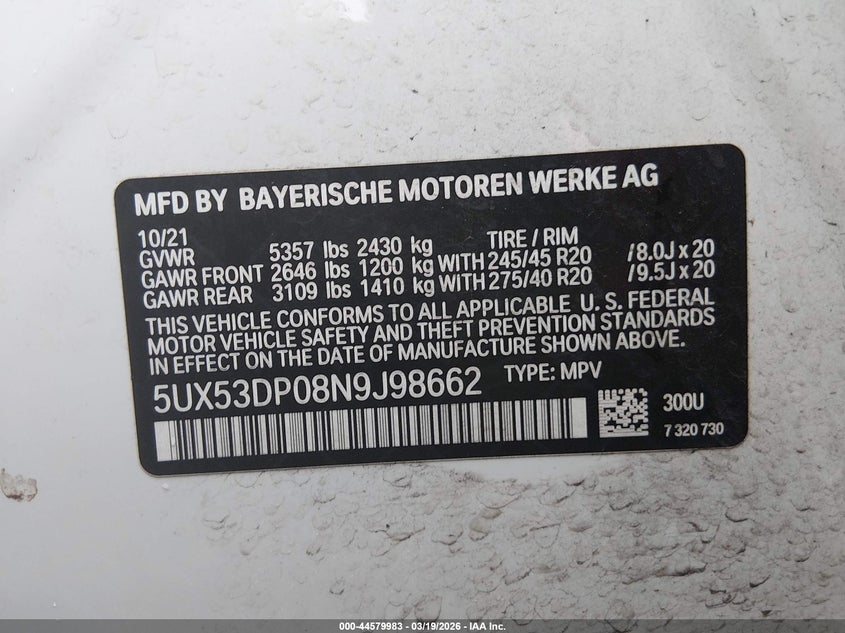 MFD BY BAYERISCHE MOTOREN WERKE AG
10/21 TIRE / RIM
GVWR 5357 lbs 2430 kg
GAWR FRONT 2646 lbs 1200 kg WITH 245/45 R20 /8.0J x 20
GAWR REAR 3109 lbs 1410 kg WITH 275/40 R20 /9.5J x 20
THIS VEHICLE CONFORMS TO ALL APPLICABLE U. S. FEDERAL
MOTOR VEHICLE SAFETY AND THEFT PREVENTION STANDARDS
IN EFFECT ON THE DATE OF MANUFACTURE SHOWN ABOVE.
5UX53DP08N9J98662 TYPE: MPV
300U
7 320 730
000-44579983 - 03/19/2026 - IAA Inc.